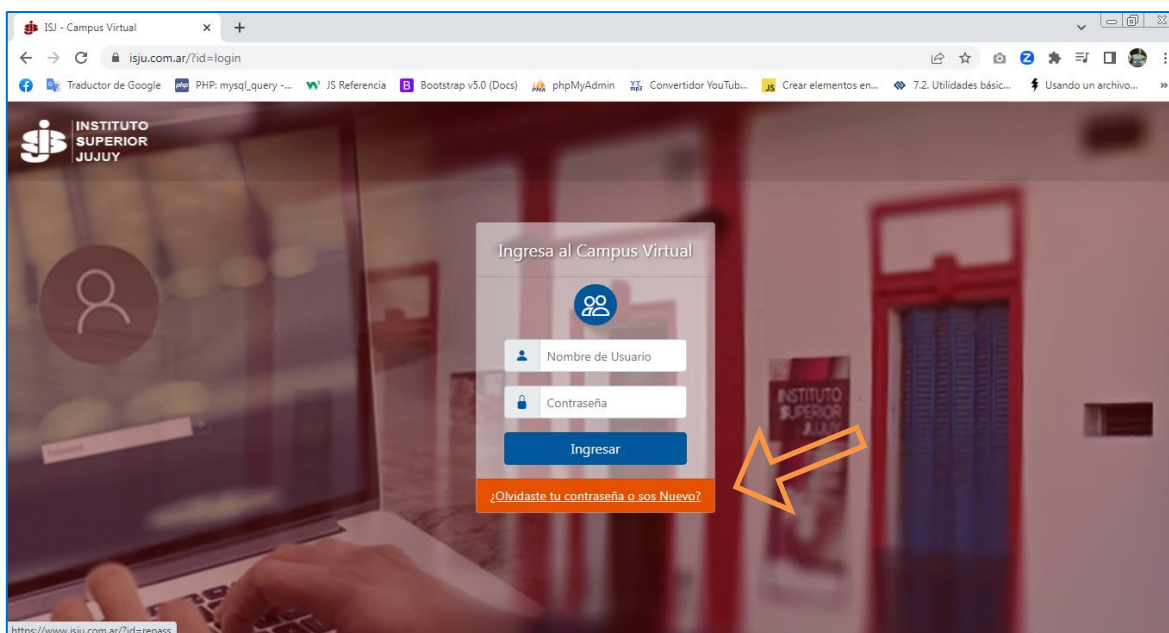 ISJ - Campus Virtual
isju.com.ar/?id=login
Traductor de Google
PHP: mysql_query -...
JS Referencia
Bootstrap v5.0 (Docs)
phpMyAdmin
Convertidor YouTub...
Crear elementos en...
7.2. Utilidades básic...
Usando un archivo...
»
INSTITUTO
SUPERIOR
JUJUY
Ingresa al Campus Virtual
Nombre de Usuario
Contraseña
Ingresar
¿Olvidaste tu contraseña o sos Nuevo?
INSTITUTO
SUPERIOR
JUJUY
https://www.isju.com.ar/?id=repass